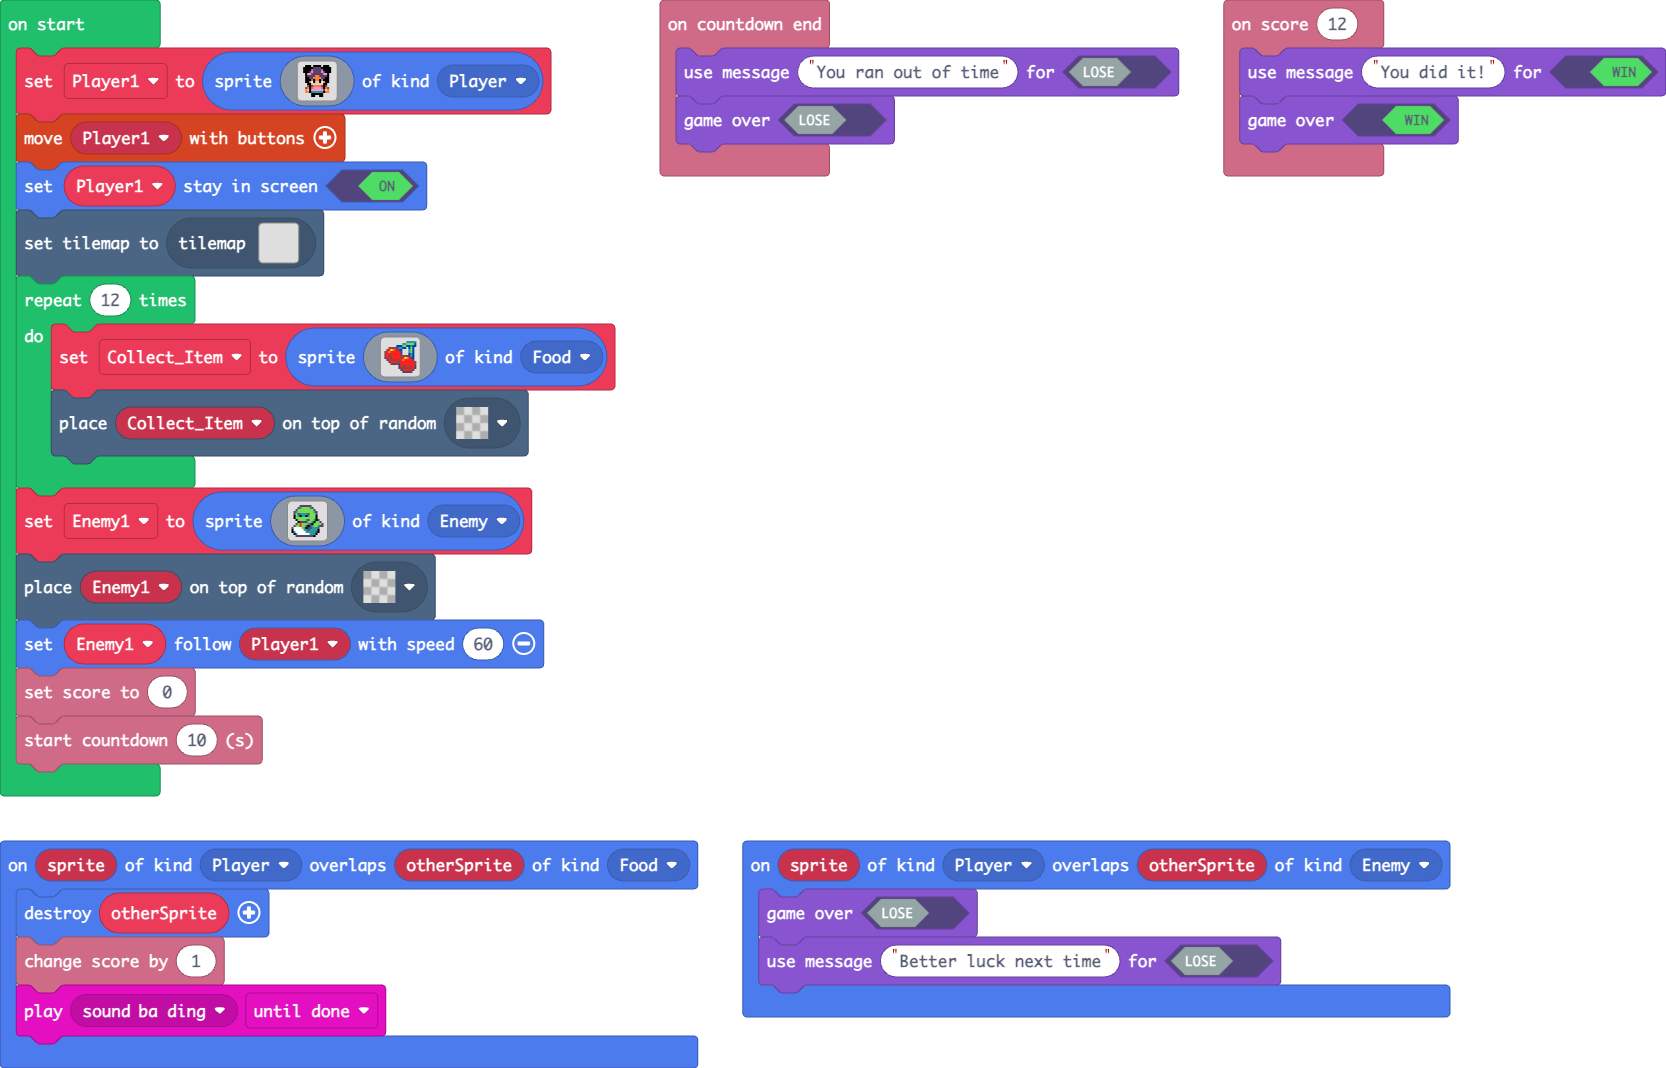 on start
set Player1 to sprite of kind Player
move Player1 with buttons
set Player1 stay in screen ON
set tilemap to tilemap
repeat 12 times
do
set Collect_Item to sprite of kind Food
place Collect_Item on top of random
set Enemy1 to sprite of kind Enemy
place Enemy1 on top of random
set Enemy1 follow Player1 with speed 60
set score to 0
start countdown 10 (s)
on countdown end
use message "You ran out of time" for LOSE
game over LOSE
on score 12
use message "You did it!" for WIN
game over WIN
on sprite of kind Player overlaps otherSprite of kind Food
destroy otherSprite
change score by 1
play sound ba ding until done
on sprite of kind Player overlaps otherSprite of kind Enemy
game over LOSE
use message "Better luck next time" for LOSE